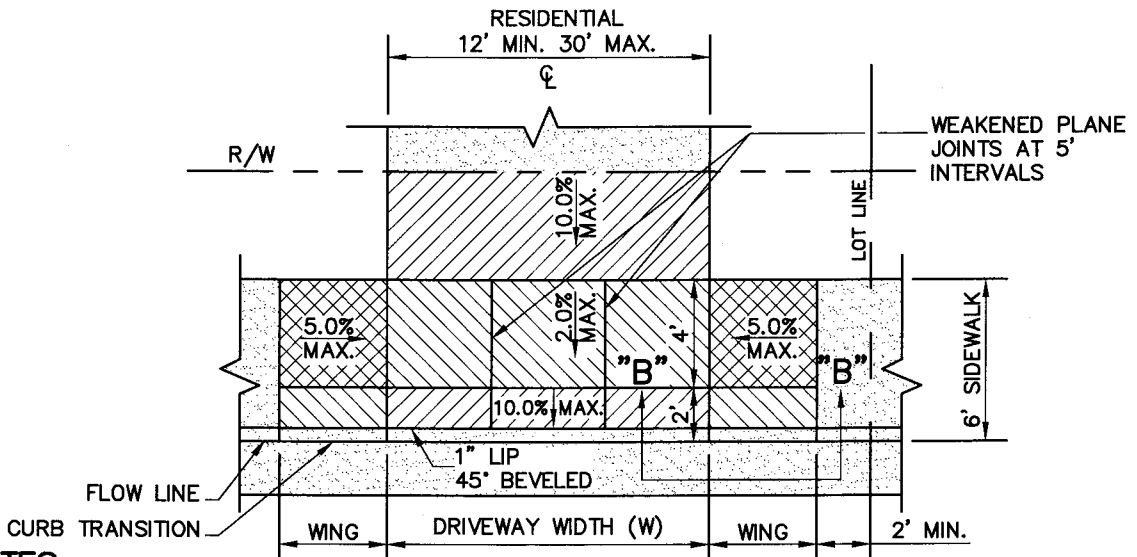 RESIDENTIAL
12' MIN. 30' MAX.
℄
WEAKENED PLANE
JOINTS AT 5'
INTERVALS
R/W
LOT LINE
10.0%
MAX.
5.0%
MAX.
2.0%
MAX.
4'
5.0%
MAX.
"B"
"B"
6' SIDEWALK
10.0% MAX.
2'
1" LIP
45° BEVELED
FLOW LINE
CURB TRANSITION
WING
DRIVEWAY WIDTH (W)
WING
2' MIN.